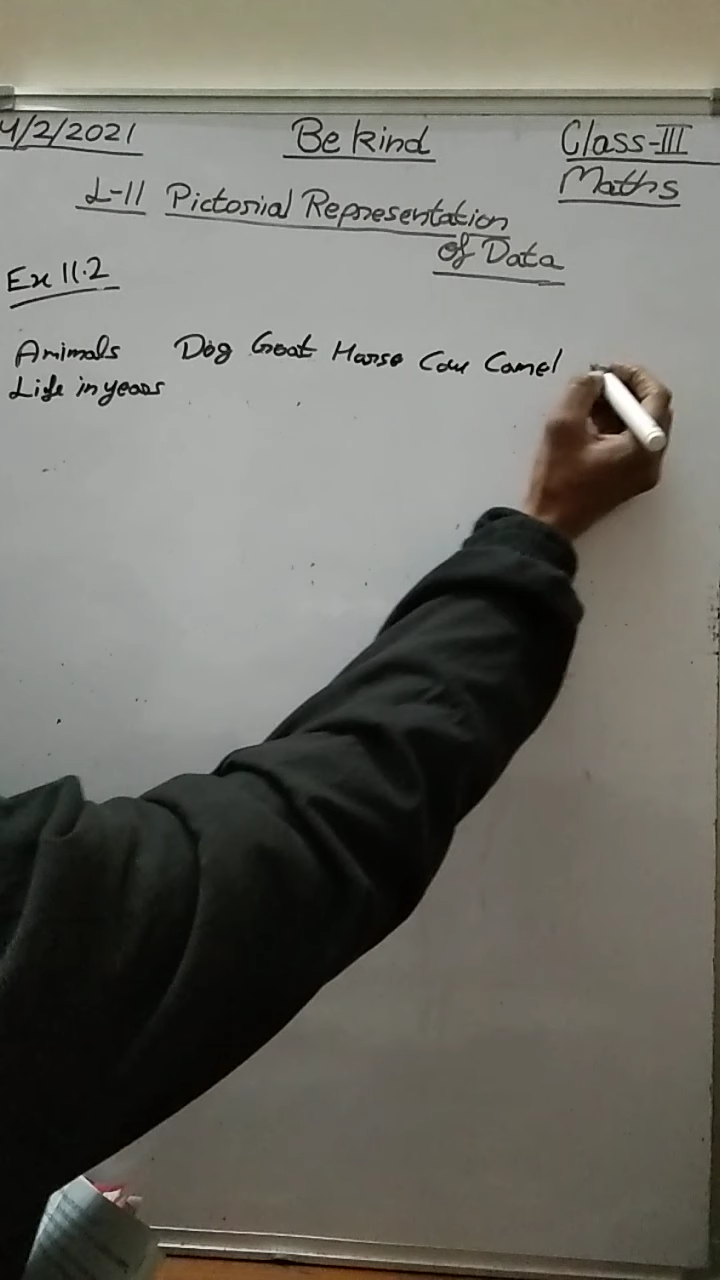 4/2/2021 Be kind Class-III
Maths
L-11 Pictorial Representation
of Data
Ex 11.2
Animals Dog Goat Horse Cow Camel
Life in years